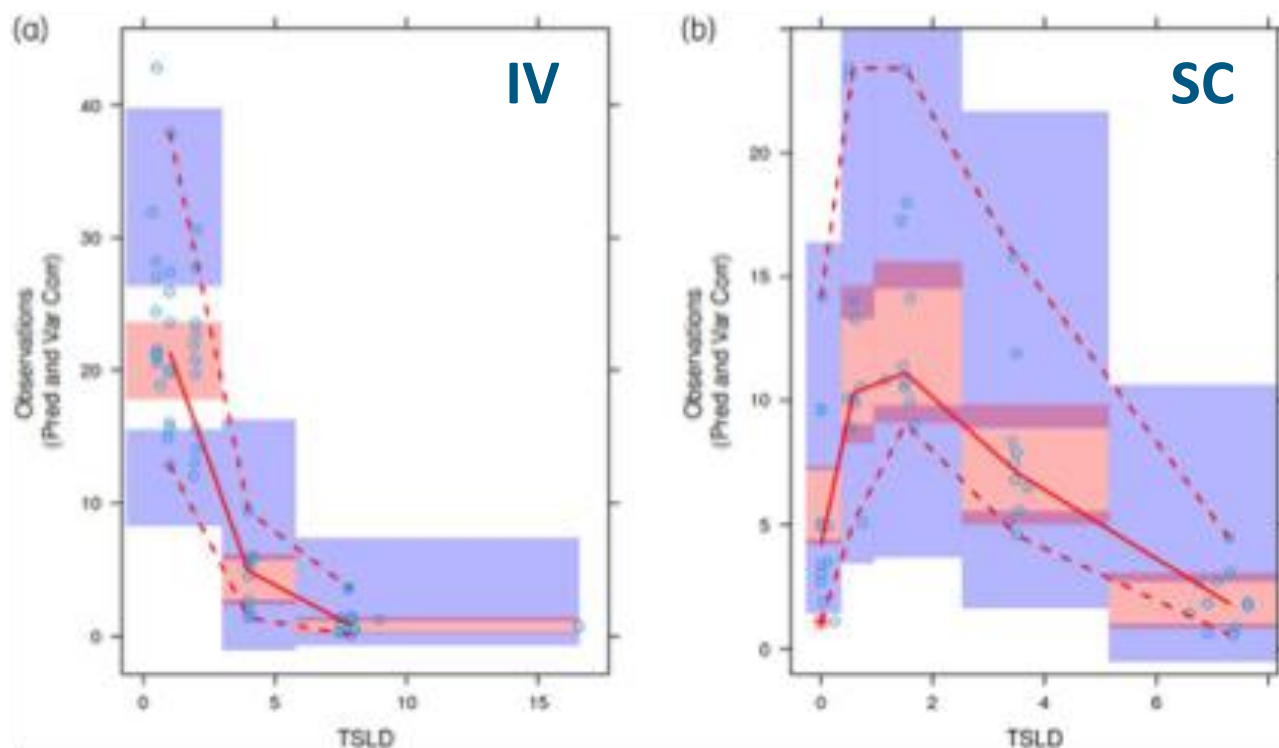 (a)
IV
40
30
20
10
0
Observations
(Pred and Var Corr)
0 5 10 15
TSLD
(b)
SC
20
15
10
5
0
Observations
(Pred and Var Corr)
0 2 4 6
TSLD